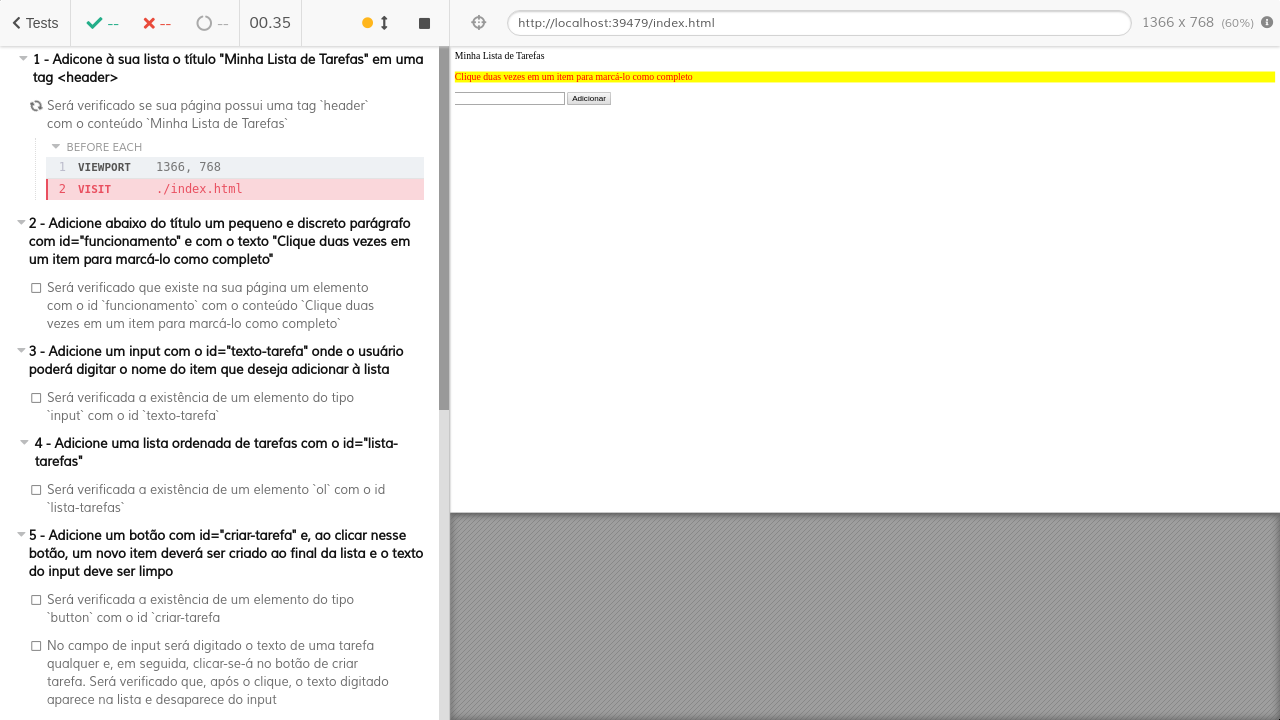 Tests
--
--
--
00.35
http://localhost:39479/index.html
1366 x 768 (60%)
1 - Adicone à sua lista o título "Minha Lista de Tarefas" em uma
tag <header>
Será verificado se sua página possui uma tag `header`
com o conteúdo `Minha Lista de Tarefas`
BEFORE EACH
1 VIEWPORT 1366, 768
2 VISIT ./index.html
2 - Adicione abaixo do título um pequeno e discreto parágrafo
com id="funcionamento" e com o texto "Clique duas vezes em
um item para marcá-lo como completo"
Será verificado que existe na sua página um elemento
com o id `funcionamento` com o conteúdo `Clique duas
vezes em um item para marcá-lo como completo`
3 - Adicione um input com o id="texto-tarefa" onde o usuário
poderá digitar o nome do item que deseja adicionar à lista
Será verificada a existência de um elemento do tipo
`input` com o id `texto-tarefa`
4 - Adicione uma lista ordenada de tarefas com o id="lista-
tarefas"
Será verificada a existência de um elemento `ol` com o id
`lista-tarefas`
5 - Adicione um botão com id="criar-tarefa" e, ao clicar nesse
botão, um novo item deverá ser criado ao final da lista e o texto
do input deve ser limpo
Será verificada a existência de um elemento do tipo
`button` com o id `criar-tarefa
No campo de input será digitado o texto de uma tarefa
qualquer e, em seguida, clicar-se-á no botão de criar
tarefa. Será verificado que, após o clique, o texto digitado
aparece na lista e desaparece do input
Minha Lista de Tarefas
Clique duas vezes em um item para marcá-lo como completo
Adicionar